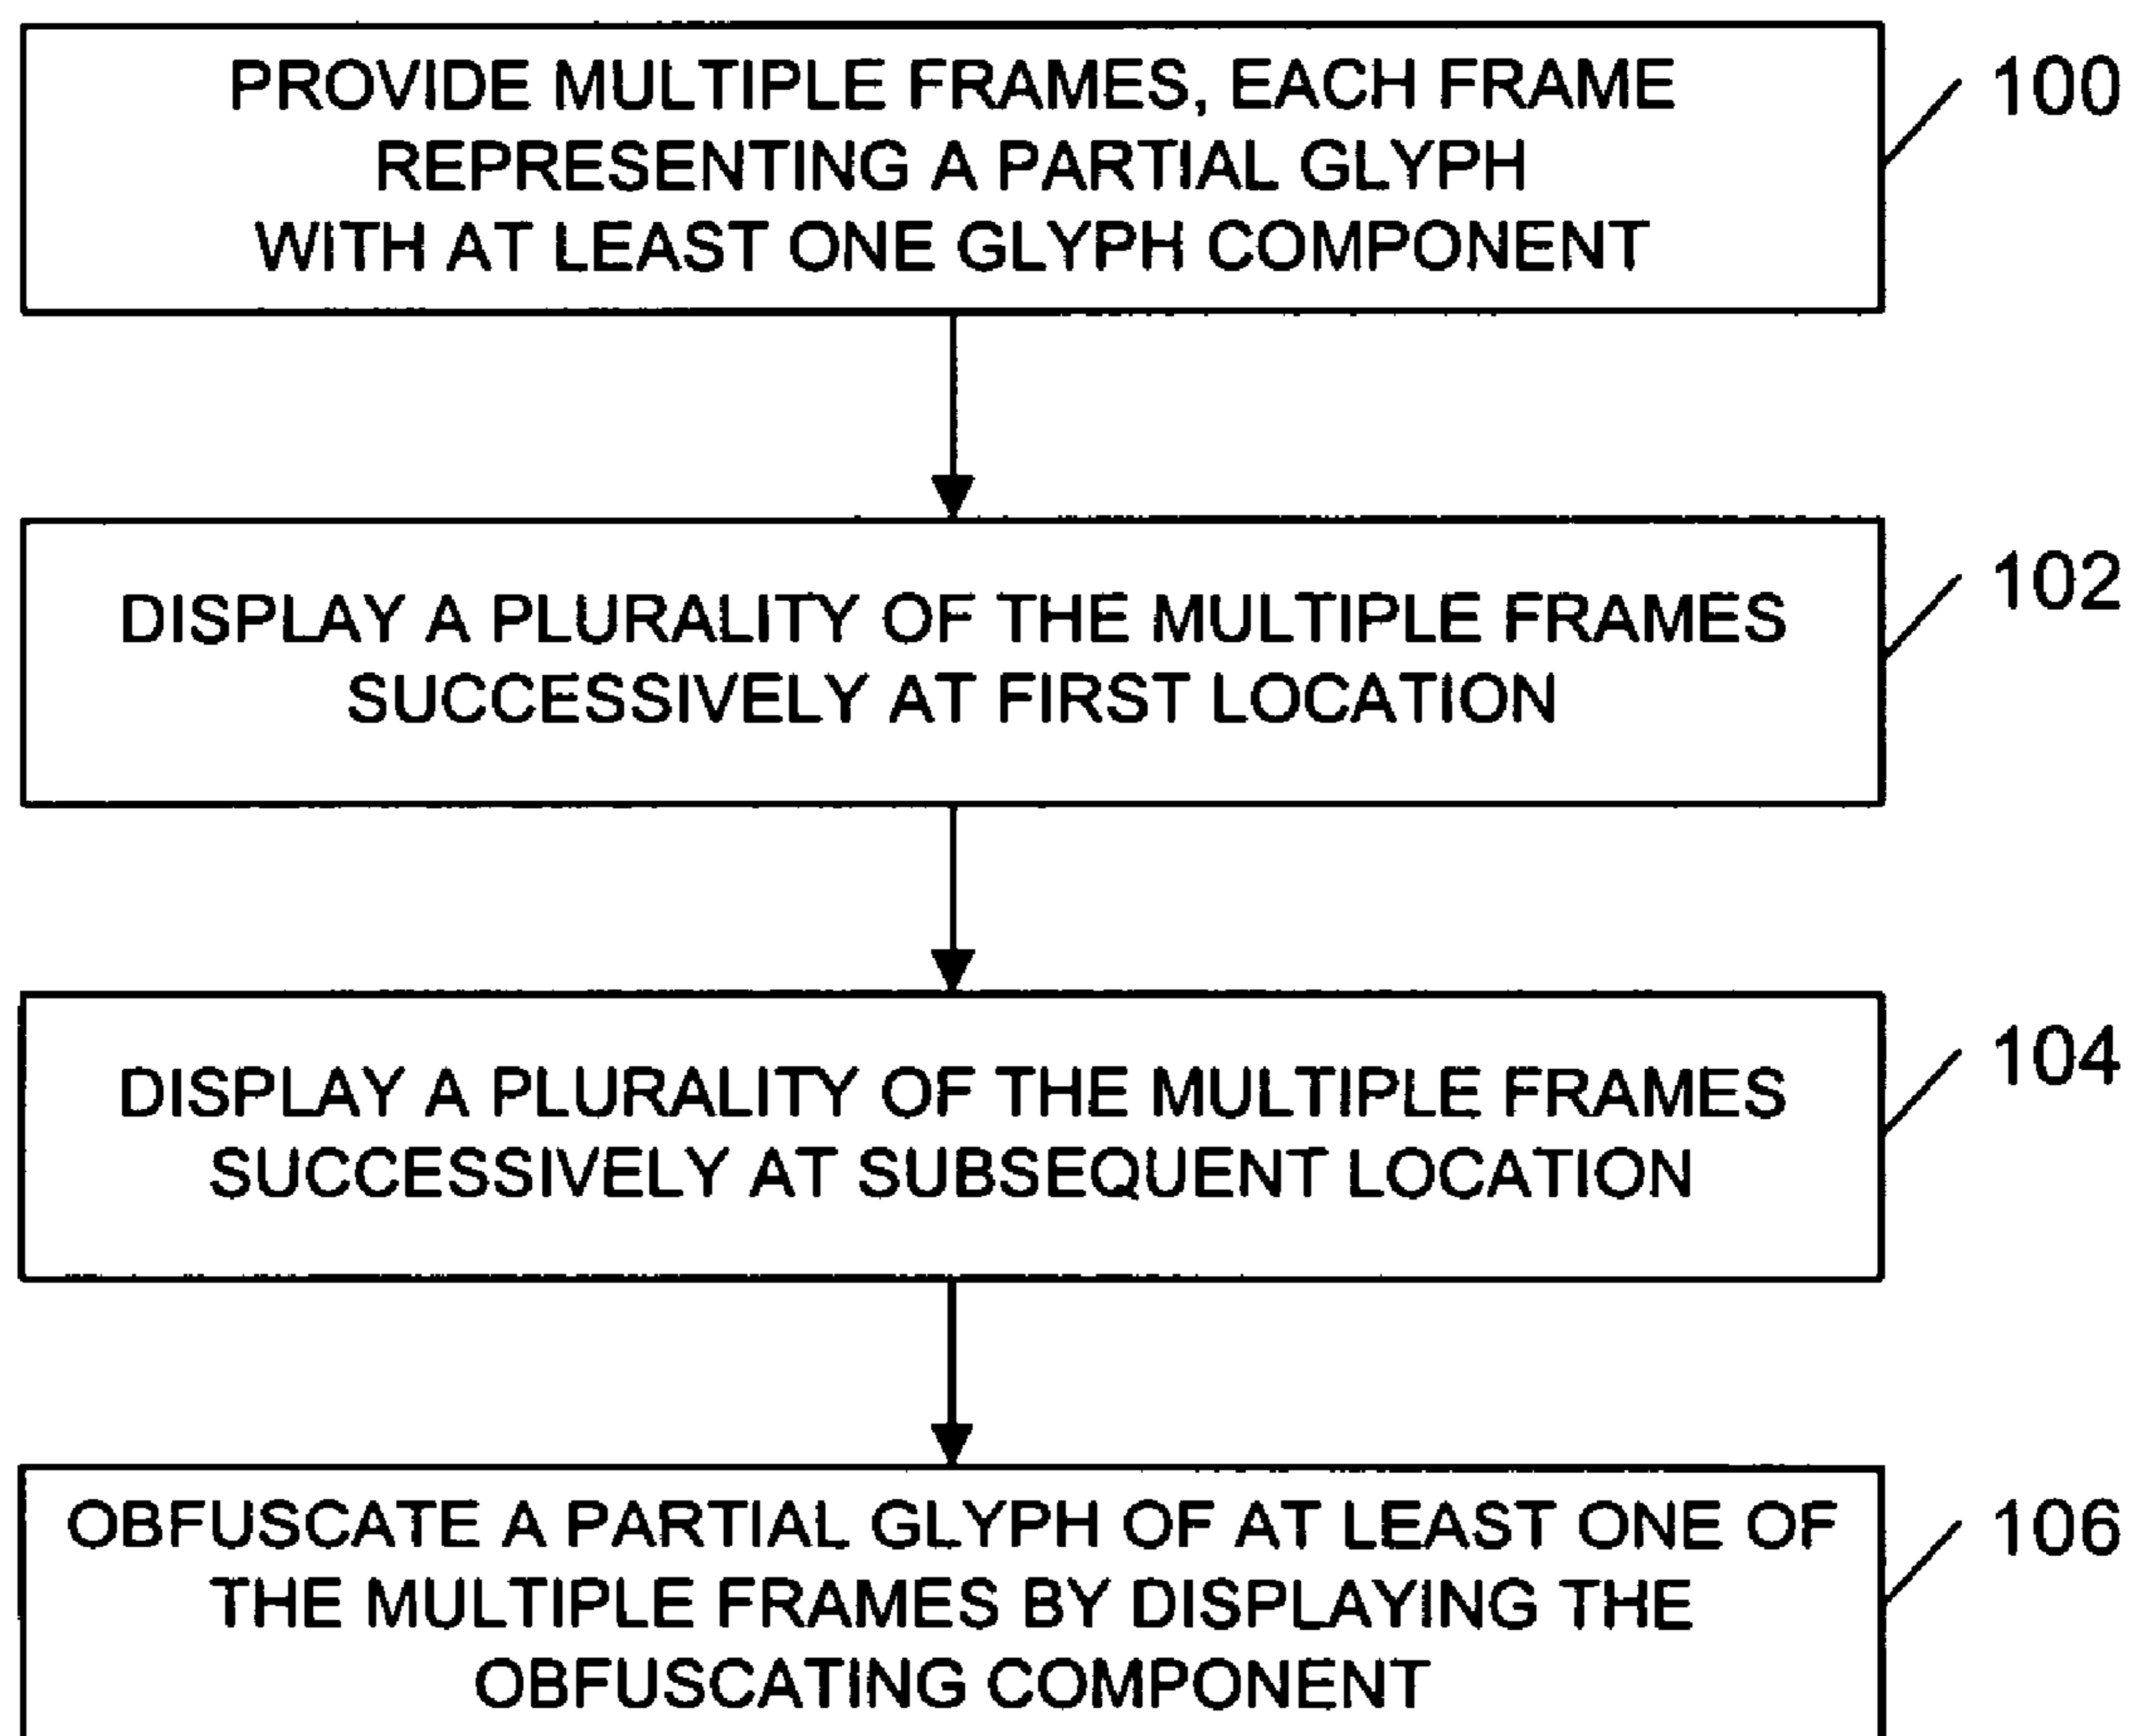 PROVIDE MULTIPLE FRAMES, EACH FRAME
REPRESENTING A PARTIAL GLYPH
WITH AT LEAST ONE GLYPH COMPONENT
100
DISPLAY A PLURALITY OF THE MULTIPLE FRAMES
SUCCESSIVELY AT FIRST LOCATION
102
DISPLAY A PLURALITY OF THE MULTIPLE FRAMES
SUCCESSIVELY AT SUBSEQUENT LOCATION
104
OBFUSCATE A PARTIAL GLYPH OF AT LEAST ONE OF
THE MULTIPLE FRAMES BY DISPLAYING THE
OBFUSCATING COMPONENT
106